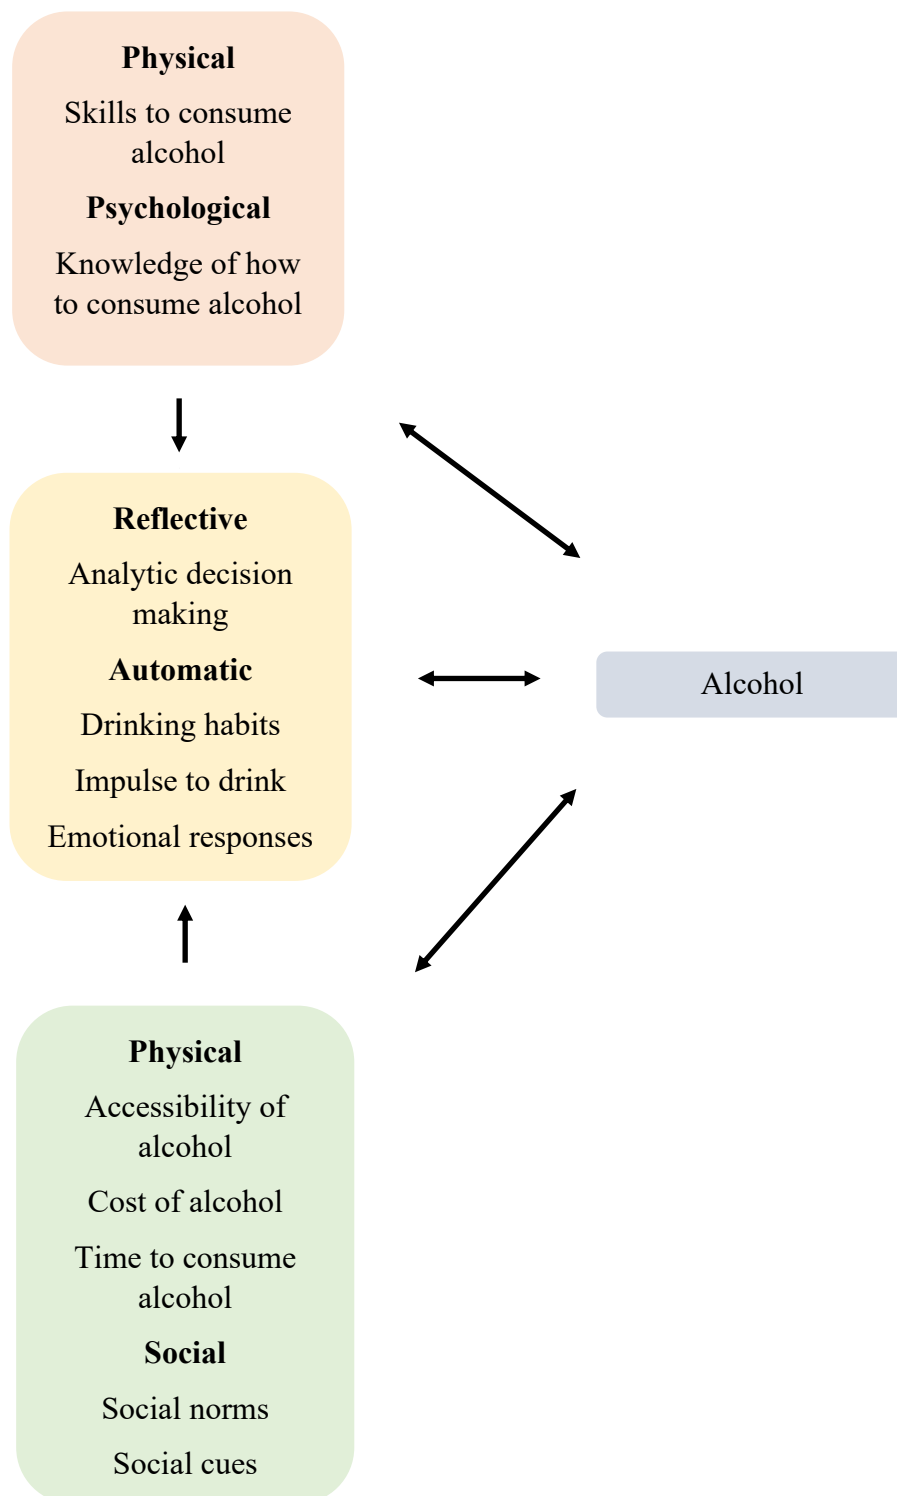 Physical
Skills to consume
alcohol
Psychological
Knowledge of how
to consume alcohol
Reflective
Analytic decision
making
Automatic
Drinking habits
Impulse to drink
Emotional responses
Alcohol
Physical
Accessibility of
alcohol
Cost of alcohol
Time to consume
alcohol
Social
Social norms
Social cues